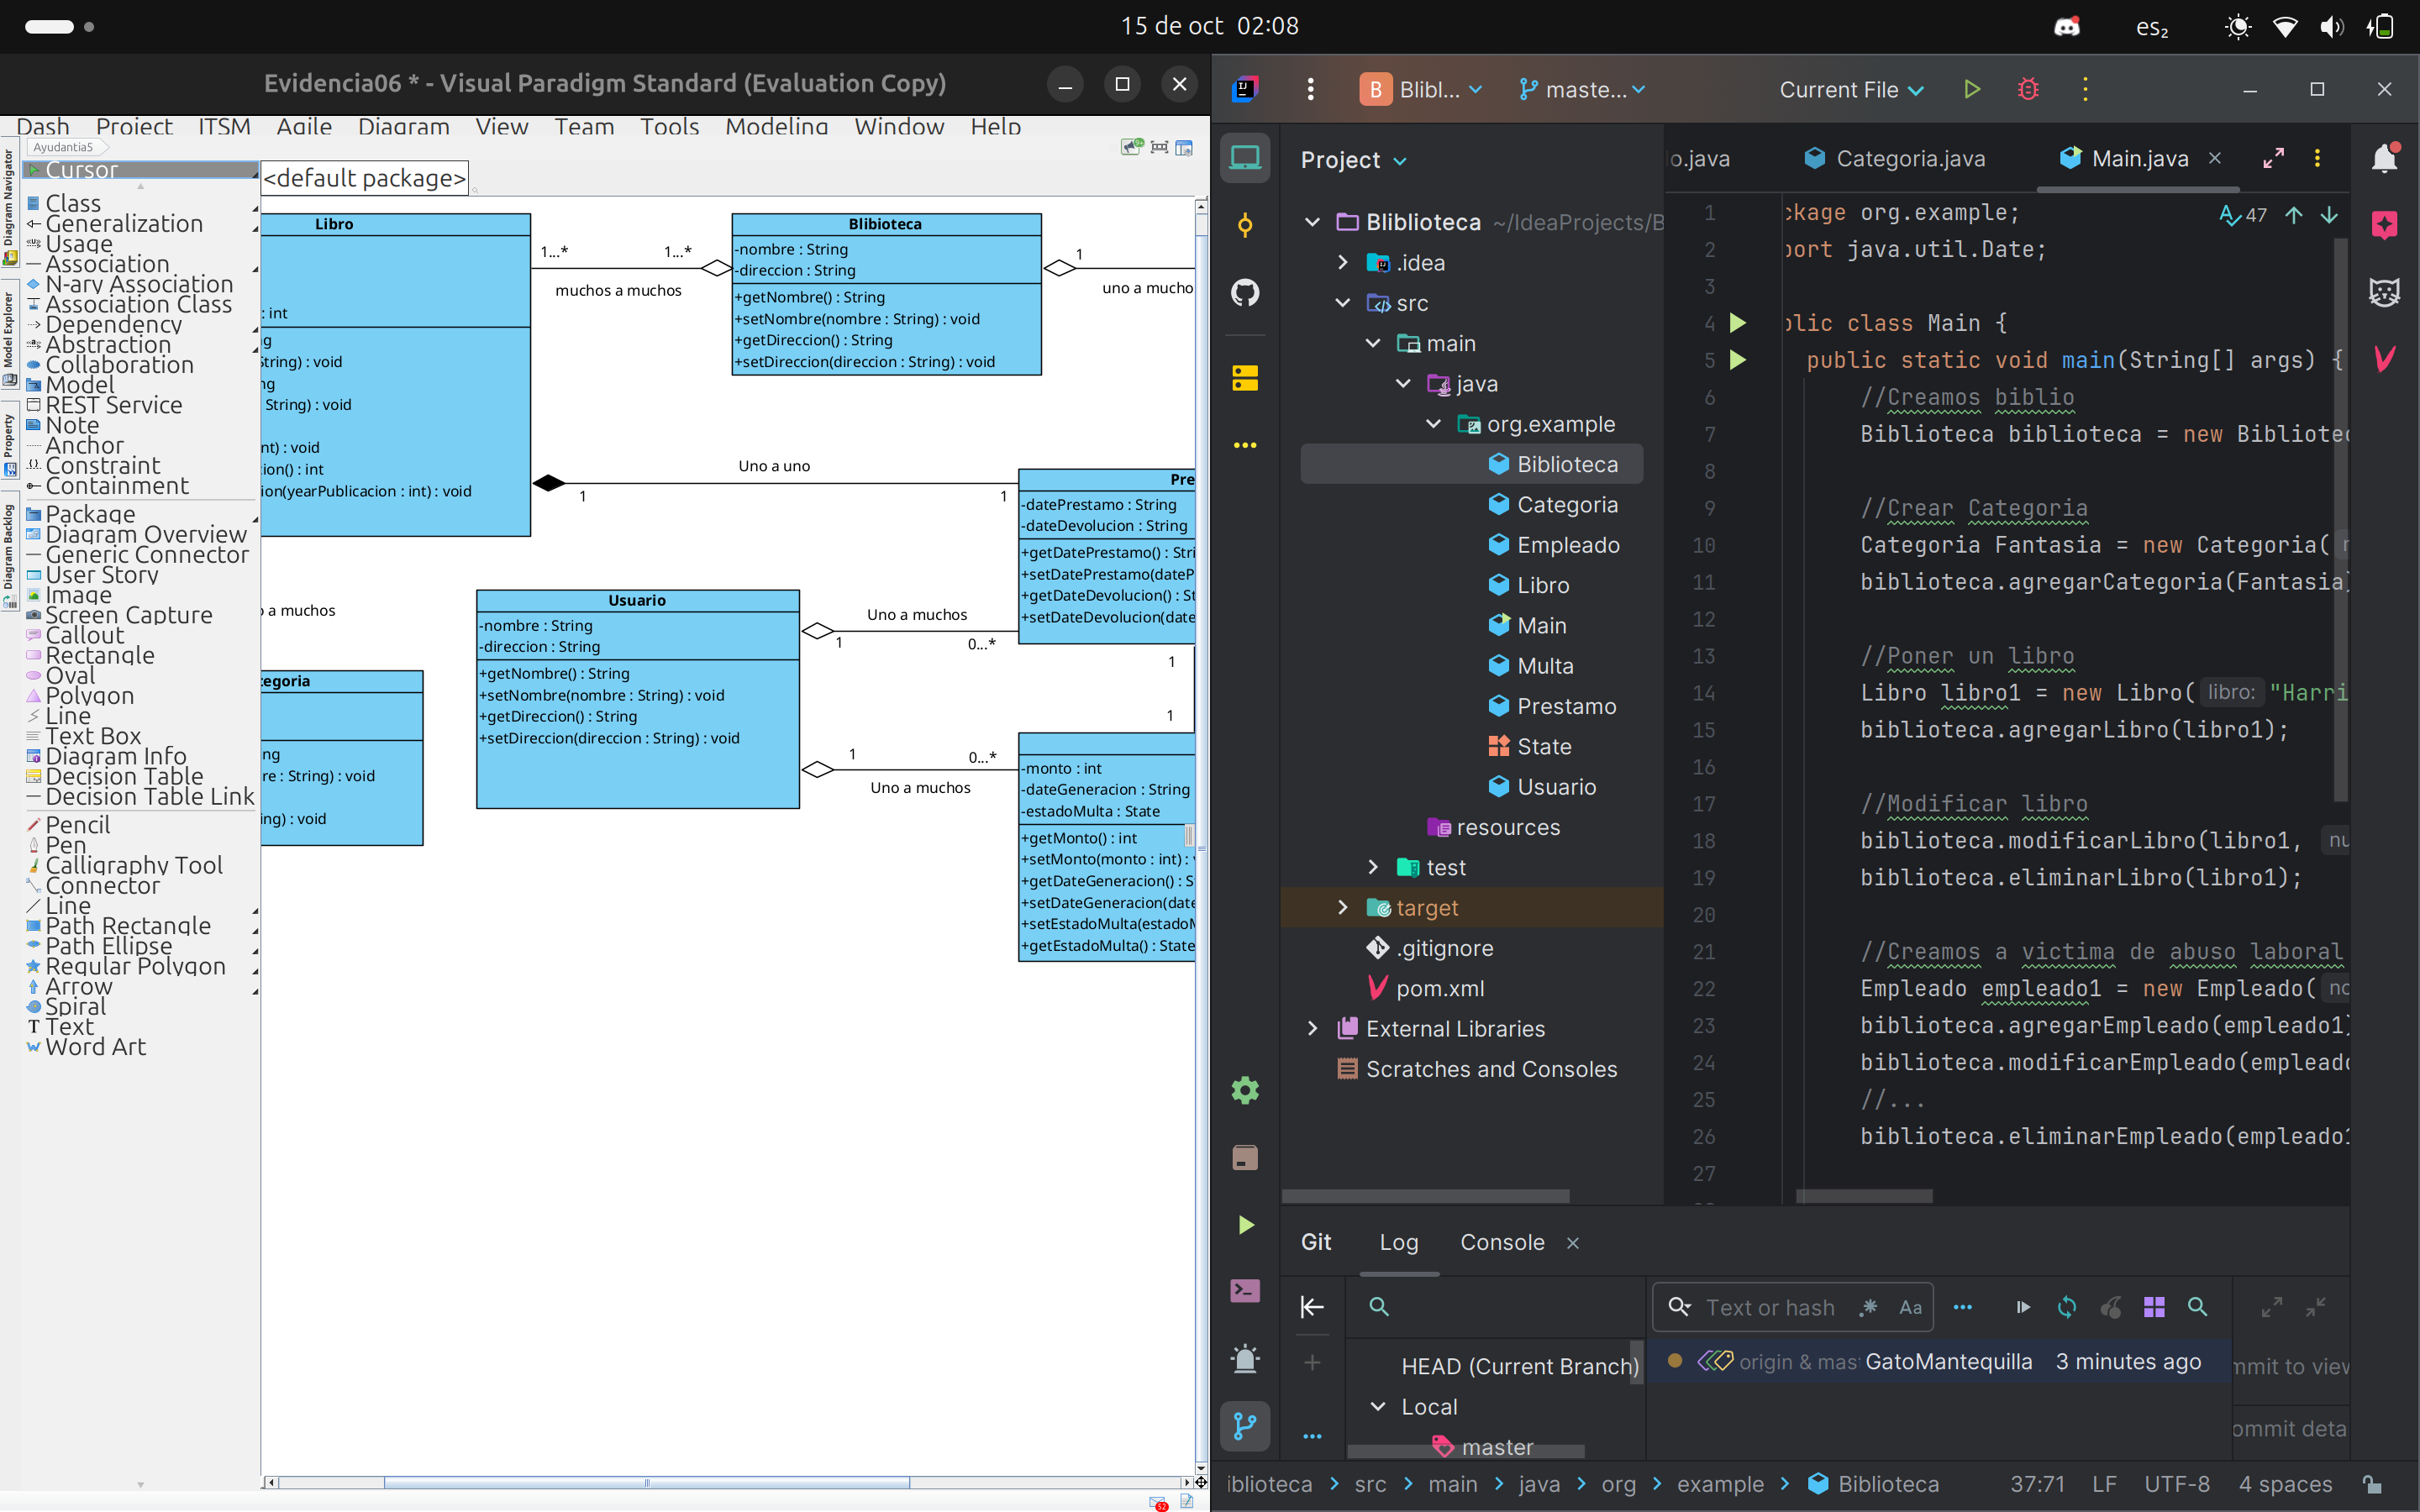 15 de oct 02:08
es₂
Evidencia06 * - Visual Paradigm Standard (Evaluation Copy)
Dash Project ITSM Agile Diagram View Team Tools Modeling Window Help
Ayudantia5
Diagram Navigator
Model Explorer
Property
Diagram Backlog
Cursor
Class
Generalization
Usage
Association
N-ary Association
Association Class
Dependency
Abstraction
Collaboration
Model
REST Service
Note
Anchor
Constraint
Containment
Package
Diagram Overview
Generic Connector
User Story
Image
Screen Capture
Callout
Rectangle
Oval
Polygon
Line
Text Box
Diagram Info
Decision Table
Decision Table Link
Pencil
Pen
Calligraphy Tool
Connector
Line
Path Rectangle
Path Ellipse
Regular Polygon
Arrow
Spiral
Text
Word Art
<default package>
Libro
: int
ng
String) : void
ng
String) : void
nt) : void
ion() : int
ion(yearPublicacion : int) : void
1...*
1...*
muchos a muchos
Blibioteca
-nombre : String
-direccion : String
+getNombre() : String
+setNombre(nombre : String) : void
+getDireccion() : String
+setDireccion(direccion : String) : void
1
uno a mucho
Uno a uno
1
1
Pre
-datePrestamo : String
-dateDevolucion : String
+getDatePrestamo() : Stri
+setDatePrestamo(dateP
+getDateDevolucion() : St
+setDateDevolucion(date
o a muchos
Usuario
-nombre : String
-direccion : String
+getNombre() : String
+setNombre(nombre : String) : void
+getDireccion() : String
+setDireccion(direccion : String) : void
Uno a muchos
1
0...*
1
1
1
0...*
Uno a muchos
tegoria
ng
re : String) : void
ing) : void
-monto : int
-dateGeneracion : String
-estadoMulta : State
+getMonto() : int
+setMonto(monto : int) : v
+getDateGeneracion() : S
+setDateGeneracion(date
+setEstadoMulta(estadoM
+getEstadoMulta() : State
52
B Blibl...
maste...
Current File
Project
Bliblioteca ~/IdeaProjects/B
.idea
src
main
java
org.example
Biblioteca
Categoria
Empleado
Libro
Main
Multa
Prestamo
State
Usuario
resources
test
target
.gitignore
pom.xml
External Libraries
Scratches and Consoles
o.java
Categoria.java
Main.java
47
1 ckage org.example;
2 port java.util.Date;
3
4 blic class Main {
5 public static void main(String[] args) {
6 //Creamos biblio
7 Biblioteca biblioteca = new Bibliotec
8
9 //Crear Categoria
10 Categoria Fantasia = new Categoria( n
11 biblioteca.agregarCategoria(Fantasia)
12
13 //Poner un libro
14 Libro libro1 = new Libro( libro: "Harri
15 biblioteca.agregarLibro(libro1);
16
17 //Modificar libro
18 biblioteca.modificarLibro(libro1, nu
19 biblioteca.eliminarLibro(libro1);
20
21 //Creamos a victima de abuso laboral
22 Empleado empleado1 = new Empleado( no
23 biblioteca.agregarEmpleado(empleado1)
24 biblioteca.modificarEmpleado(emplead
25 //...
26 biblioteca.eliminarEmpleado(empleado1
27
Git
Log
Console
Text or hash
.*
Aa
HEAD (Current Branch)
Local
master
origin & mas
GatoMantequilla
3 minutes ago
mmit to view
ommit deta
iblioteca > src > main > java > org > example > Biblioteca
37:71 LF UTF-8 4 spaces